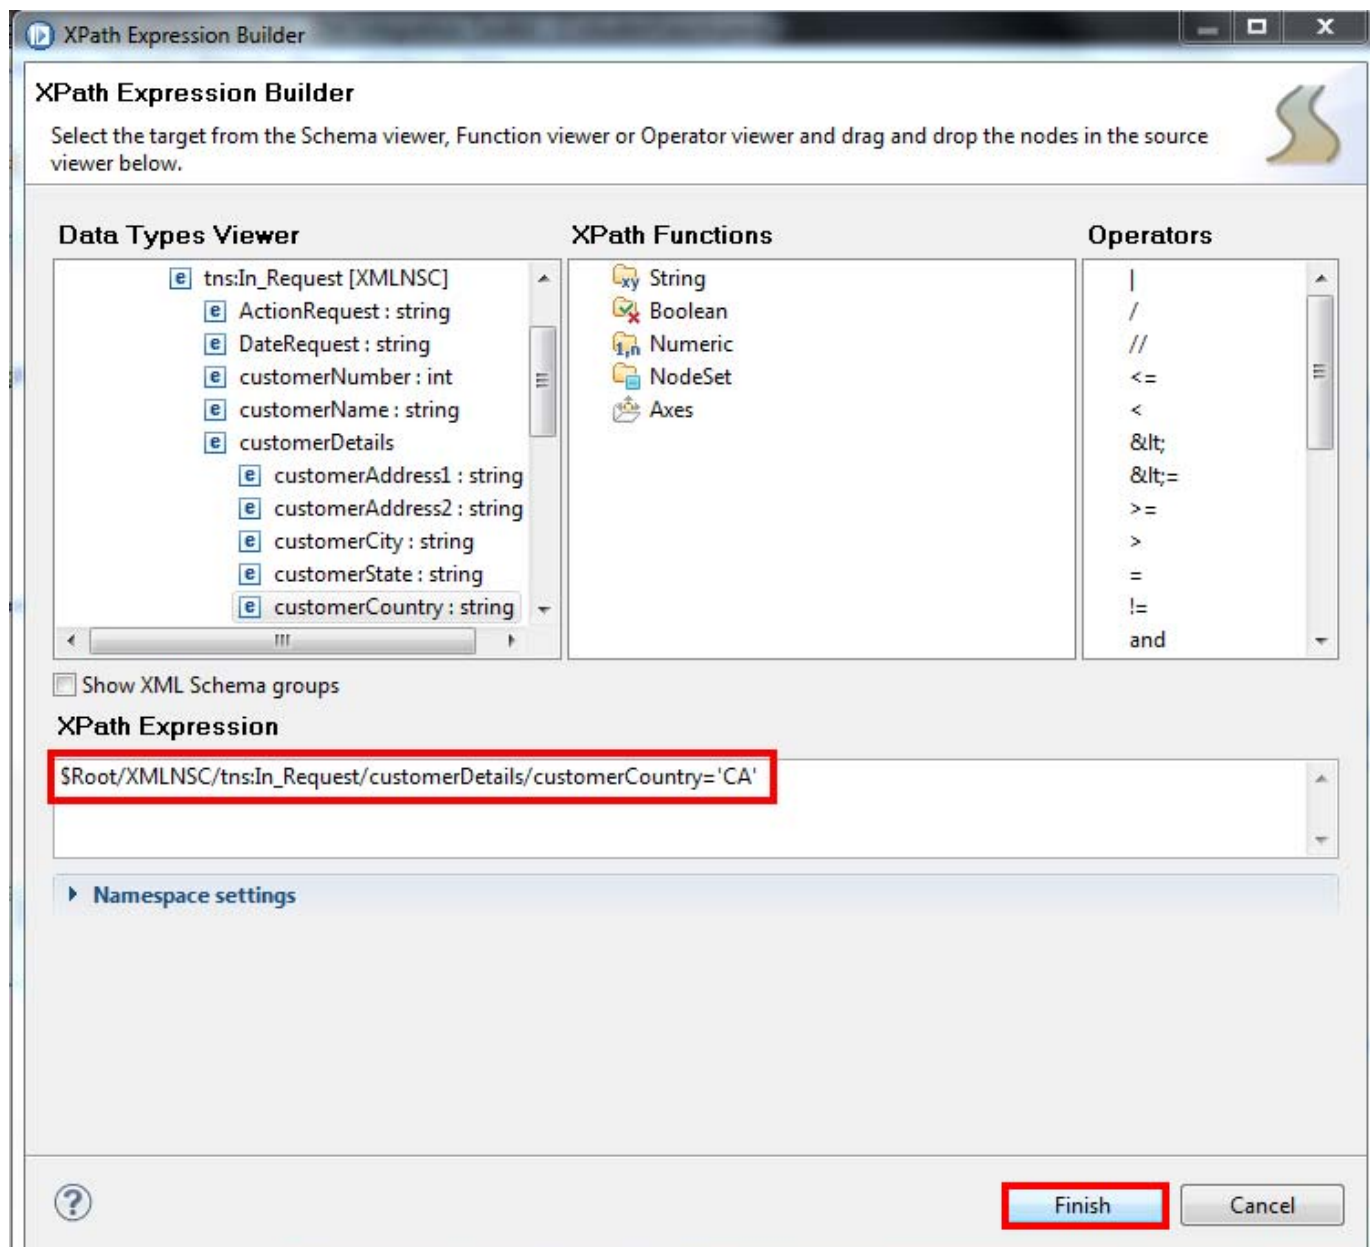 XPath Expression Builder
XPath Expression Builder
Select the target from the Schema viewer, Function viewer or Operator viewer and drag and drop the nodes in the source
viewer below.
Data Types Viewer
tns:In_Request [XMLNSC]
ActionRequest : string
DateRequest : string
customerNumber : int
customerName : string
customerDetails
customerAddress1 : string
customerAddress2 : string
customerCity : string
customerState : string
customerCountry : string
XPath Functions
String
Boolean
Numeric
NodeSet
Axes
Operators
|
/
//
<=
<
&lt;
&lt;=
>=
>
=
!=
and
Show XML Schema groups
XPath Expression
$Root/XMLNSC/tns:In_Request/customerDetails/customerCountry='CA'
Namespace settings
Finish
Cancel